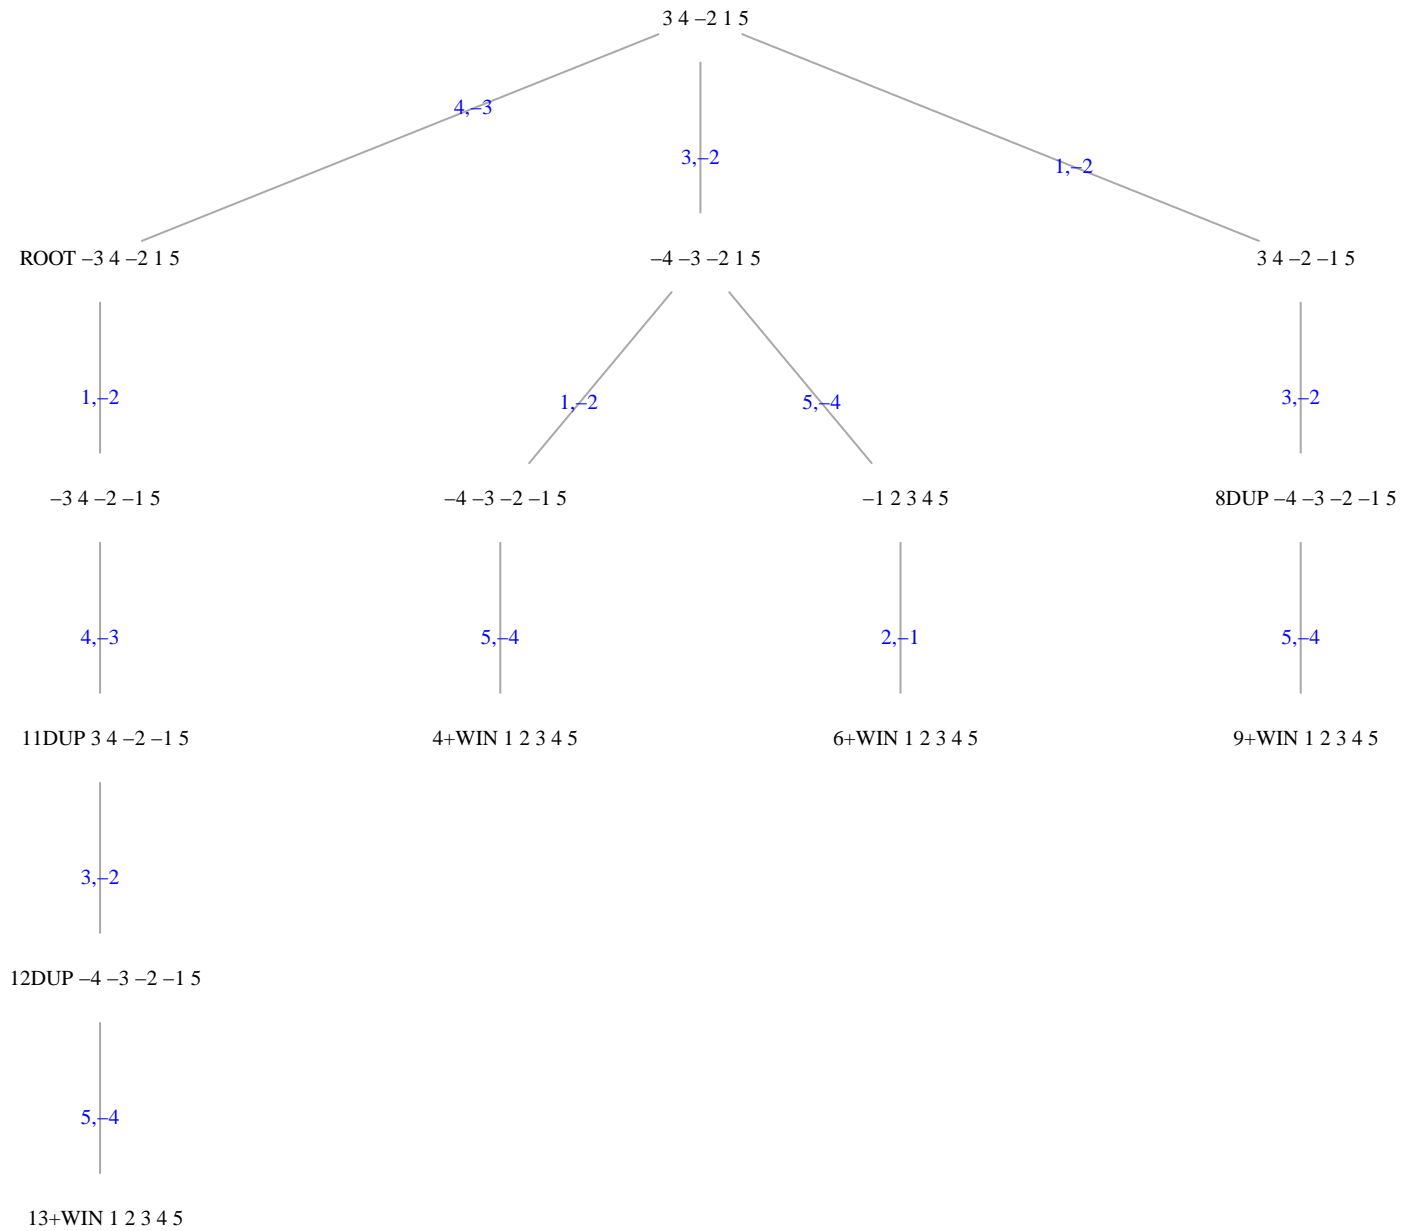 3 4 –2 1 5
4,–3
3,–2
1,–2
ROOT –3 4 –2 1 5
–4 –3 –2 1 5
3 4 –2 –1 5
1,–2
1,–2
5,–4
3,–2
–3 4 –2 –1 5
–4 –3 –2 –1 5
–1 2 3 4 5
8DUP –4 –3 –2 –1 5
4,–3
5,–4
2,–1
5,–4
11DUP 3 4 –2 –1 5
4+WIN 1 2 3 4 5
6+WIN 1 2 3 4 5
9+WIN 1 2 3 4 5
3,–2
12DUP –4 –3 –2 –1 5
5,–4
13+WIN 1 2 3 4 5